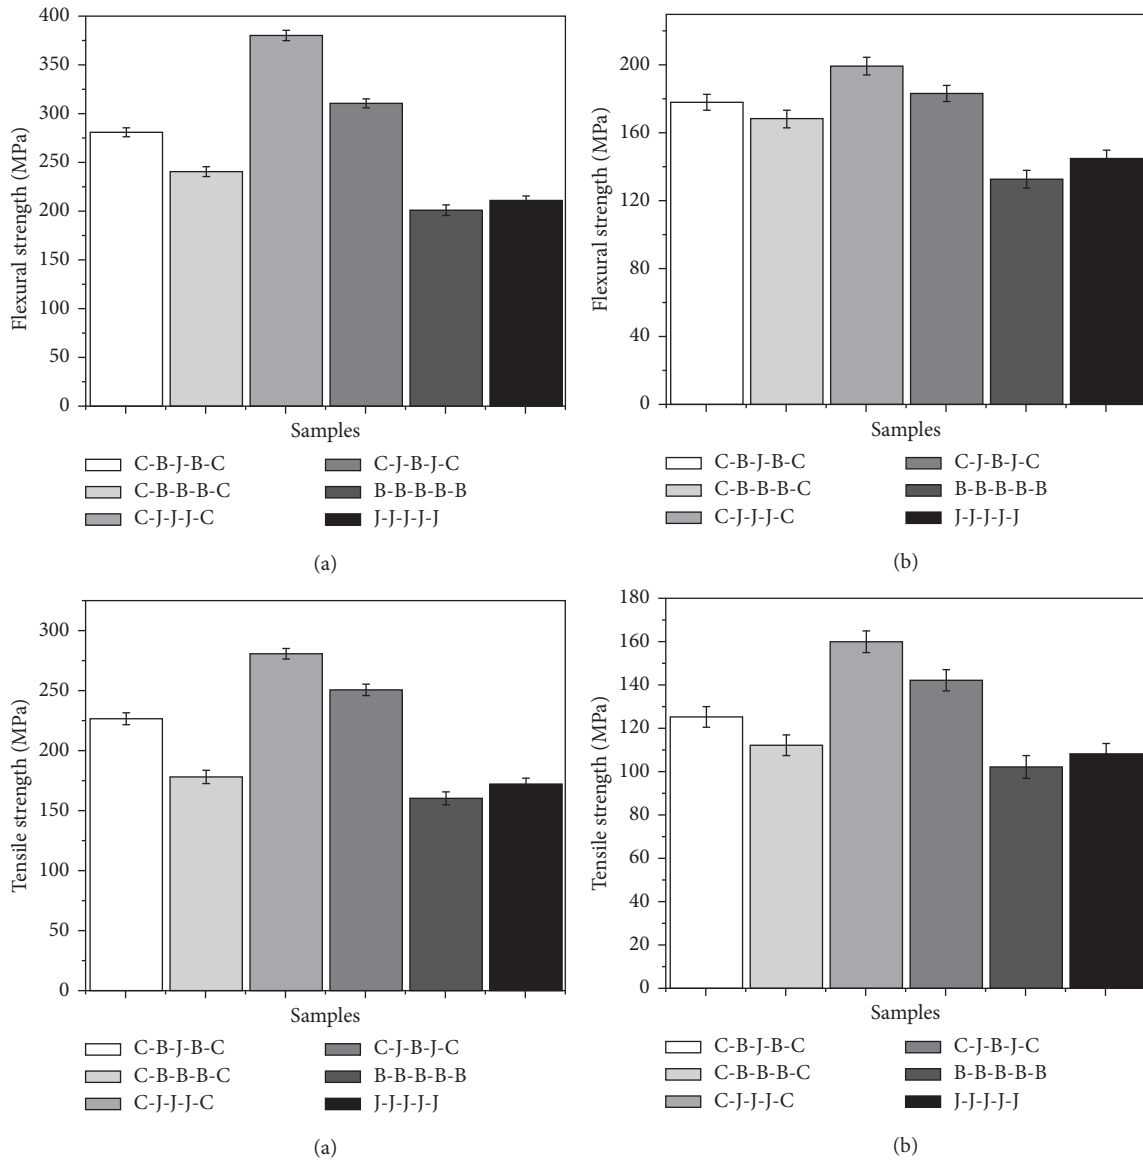 400
350
300
250
200
150
100
50
0
Flexural strength (MPa)
Samples
C-B-J-B-C
C-J-B-J-C
C-B-B-B-C
B-B-B-B-B
C-J-J-J-C
J-J-J-J-J
(a)
200
160
120
80
40
0
Flexural strength (MPa)
Samples
C-B-J-B-C
C-J-B-J-C
C-B-B-B-C
B-B-B-B-B
C-J-J-J-C
J-J-J-J-J
(b)
300
250
200
150
100
50
0
Tensile strength (MPa)
Samples
C-B-J-B-C
C-J-B-J-C
C-B-B-B-C
B-B-B-B-B
C-J-J-J-C
J-J-J-J-J
(a)
180
160
140
120
100
80
60
40
20
0
Tensile strength (MPa)
Samples
C-B-J-B-C
C-J-B-J-C
C-B-B-B-C
B-B-B-B-B
C-J-J-J-C
J-J-J-J-J
(b)